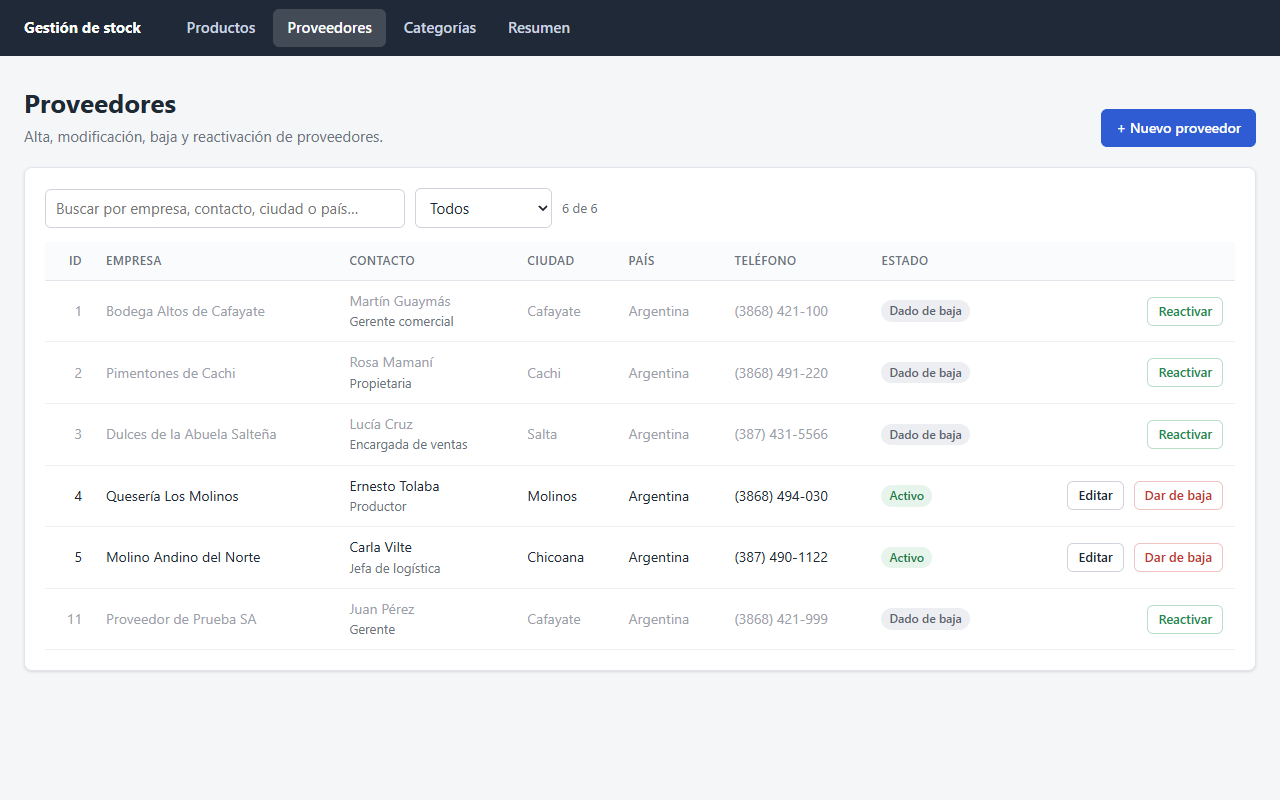 Gestión de stock Productos Proveedores Categorías Resumen
Proveedores
Alta, modificación, baja y reactivación de proveedores.
+ Nuevo proveedor
Buscar por empresa, contacto, ciudad o país... Todos 6 de 6
ID EMPRESA CONTACTO CIUDAD PAÍS TELÉFONO ESTADO
1 Bodega Altos de Cafayate Martín Guaymás Cafayate Argentina (3868) 421-100 Dado de baja Reactivar
Gerente comercial
2 Pimentones de Cachi Rosa Mamaní Cachi Argentina (3868) 491-220 Dado de baja Reactivar
Propietaria
3 Dulces de la Abuela Salteña Lucía Cruz Salta Argentina (387) 431-5566 Dado de baja Reactivar
Encargada de ventas
4 Quesería Los Molinos Ernesto Tolaba Molinos Argentina (3868) 494-030 Activo Editar Dar de baja
Productor
5 Molino Andino del Norte Carla Vilte Chicoana Argentina (387) 490-1122 Activo Editar Dar de baja
Jefa de logística
11 Proveedor de Prueba SA Juan Pérez Cafayate Argentina (3868) 421-999 Dado de baja Reactivar
Gerente